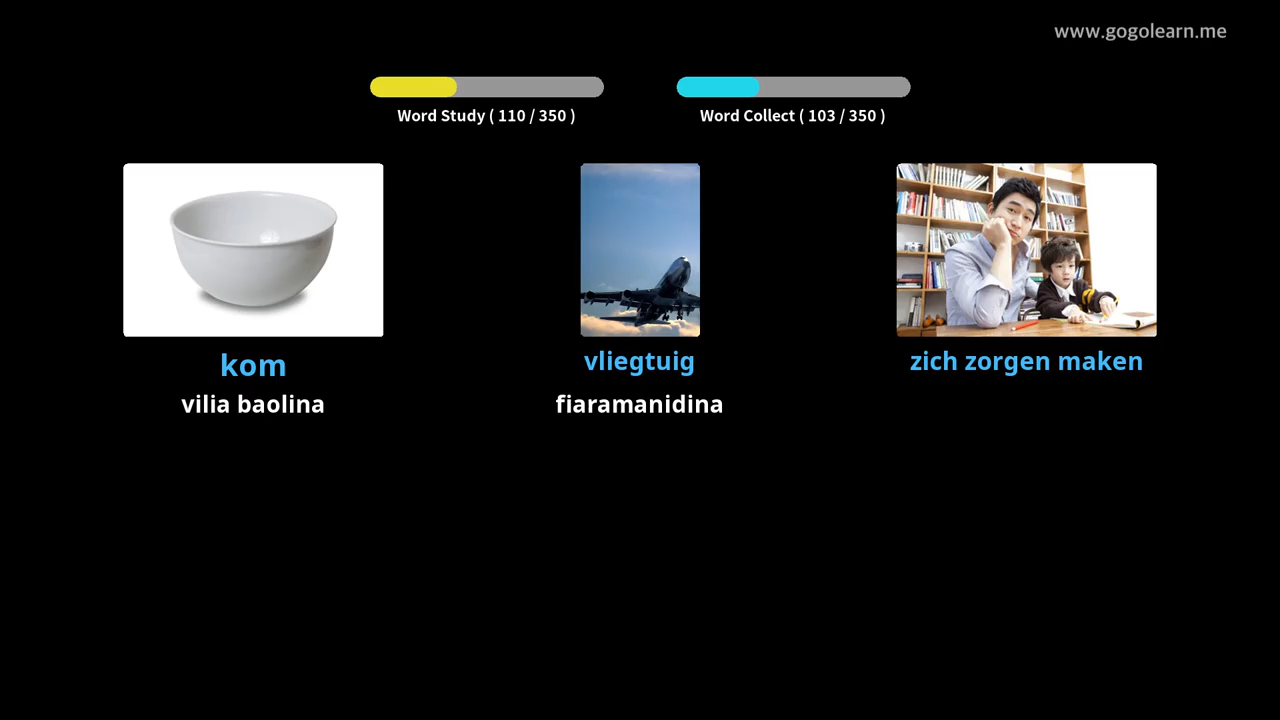 www.gogolearn.me
Word Study ( 110 / 350 )
Word Collect ( 103 / 350 )
kom
vilia baolina
vliegtuig
fiaramanidina
zich zorgen maken